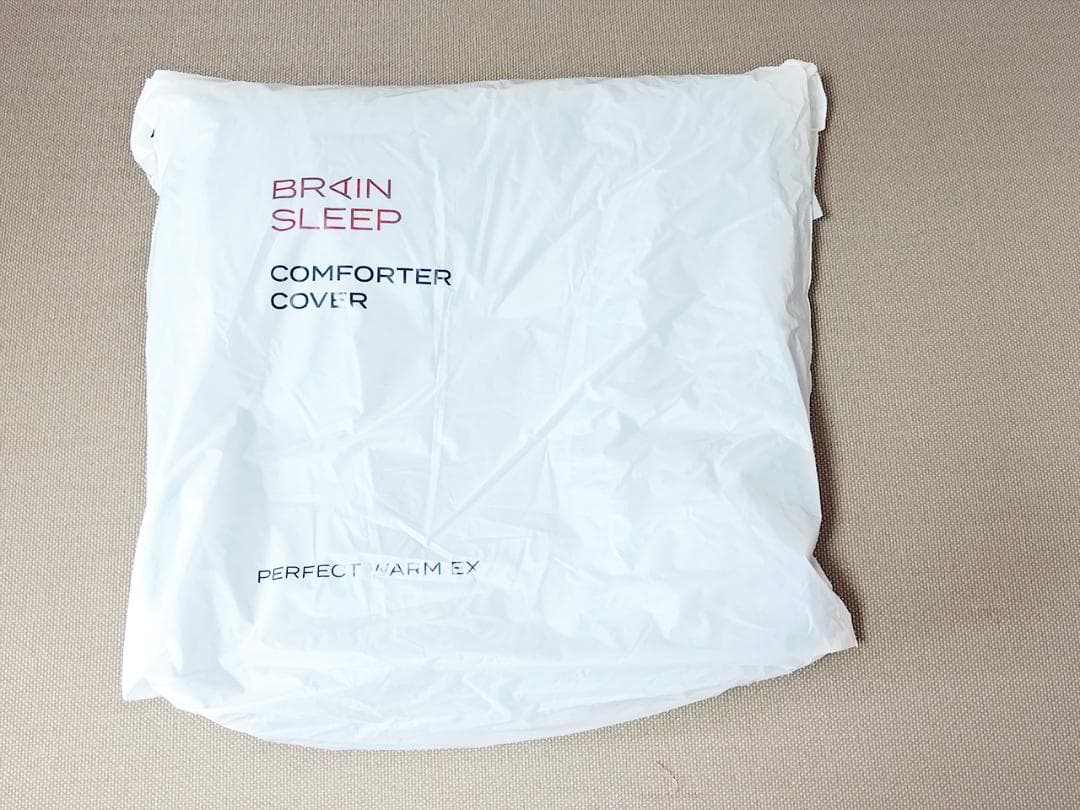 BRAIN
SLEEP
COMFORTER
COVER
PERFECT WARM EX